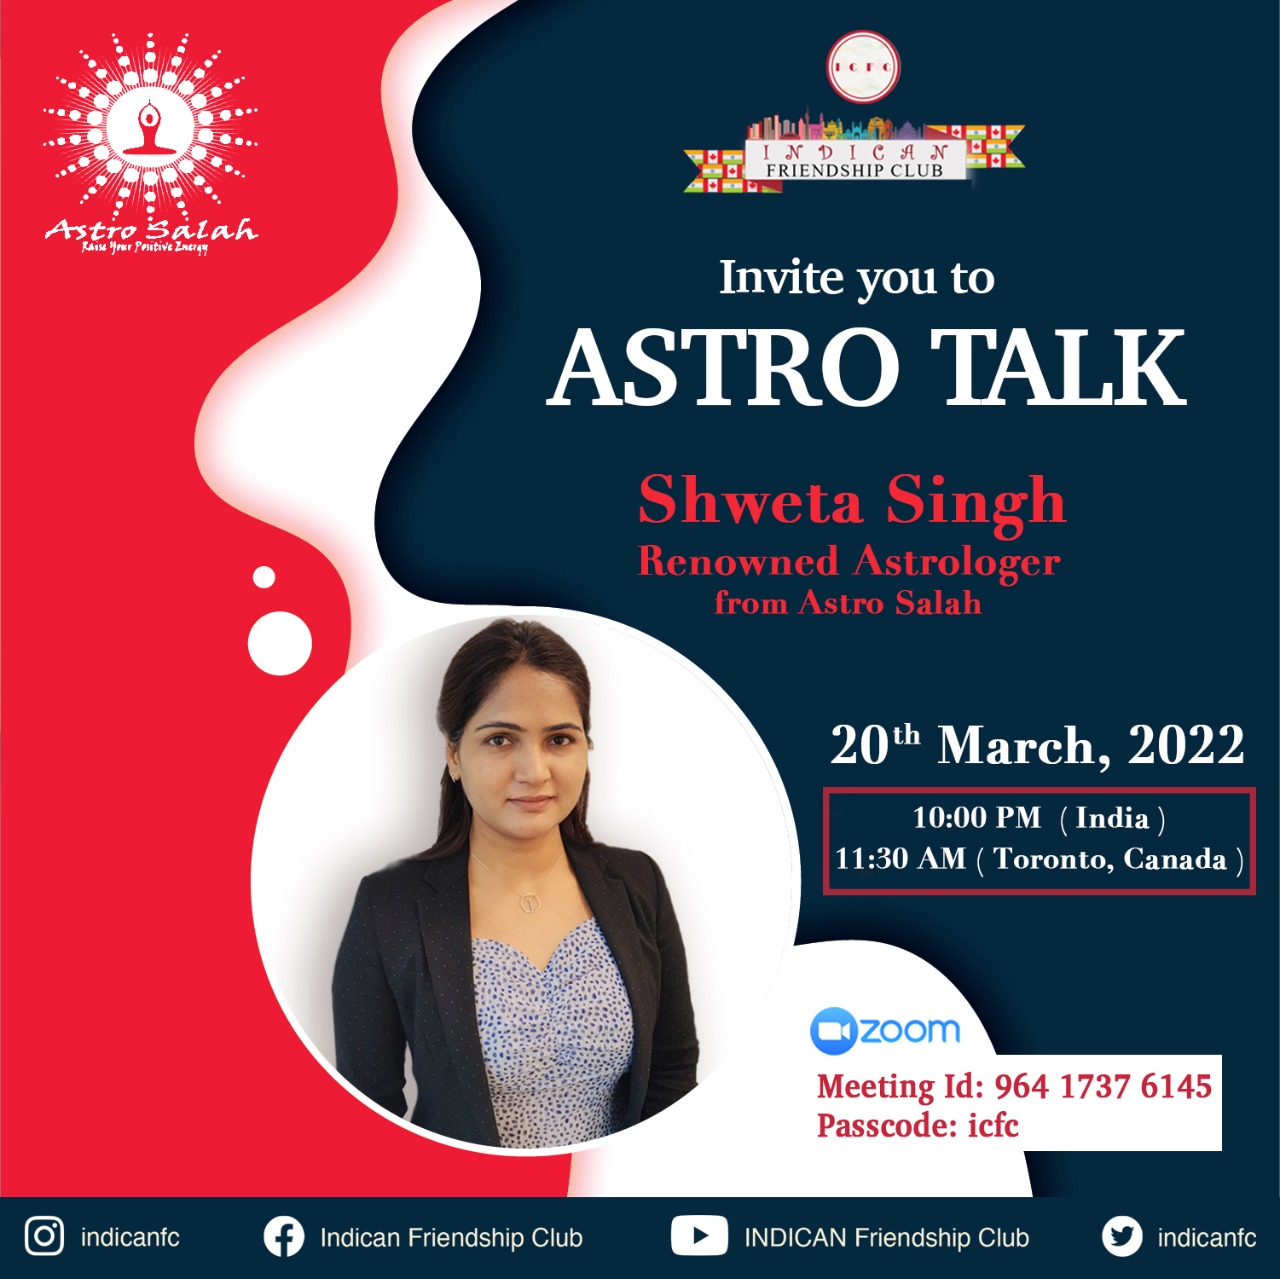 Astro Salah
Raise Your Positive Energy
I C F C
INDICAN
FRIENDSHIP CLUB
Invite you to
ASTRO TALK
Shweta Singh
Renowned Astrologer
from Astro Salah
20th March, 2022
10:00 PM ( India )
11:30 AM ( Toronto, Canada )
zoom
Meeting Id: 964 1737 6145
Passcode: icfc
indicanfc
Indican Friendship Club
INDICAN Friendship Club
indicanfc